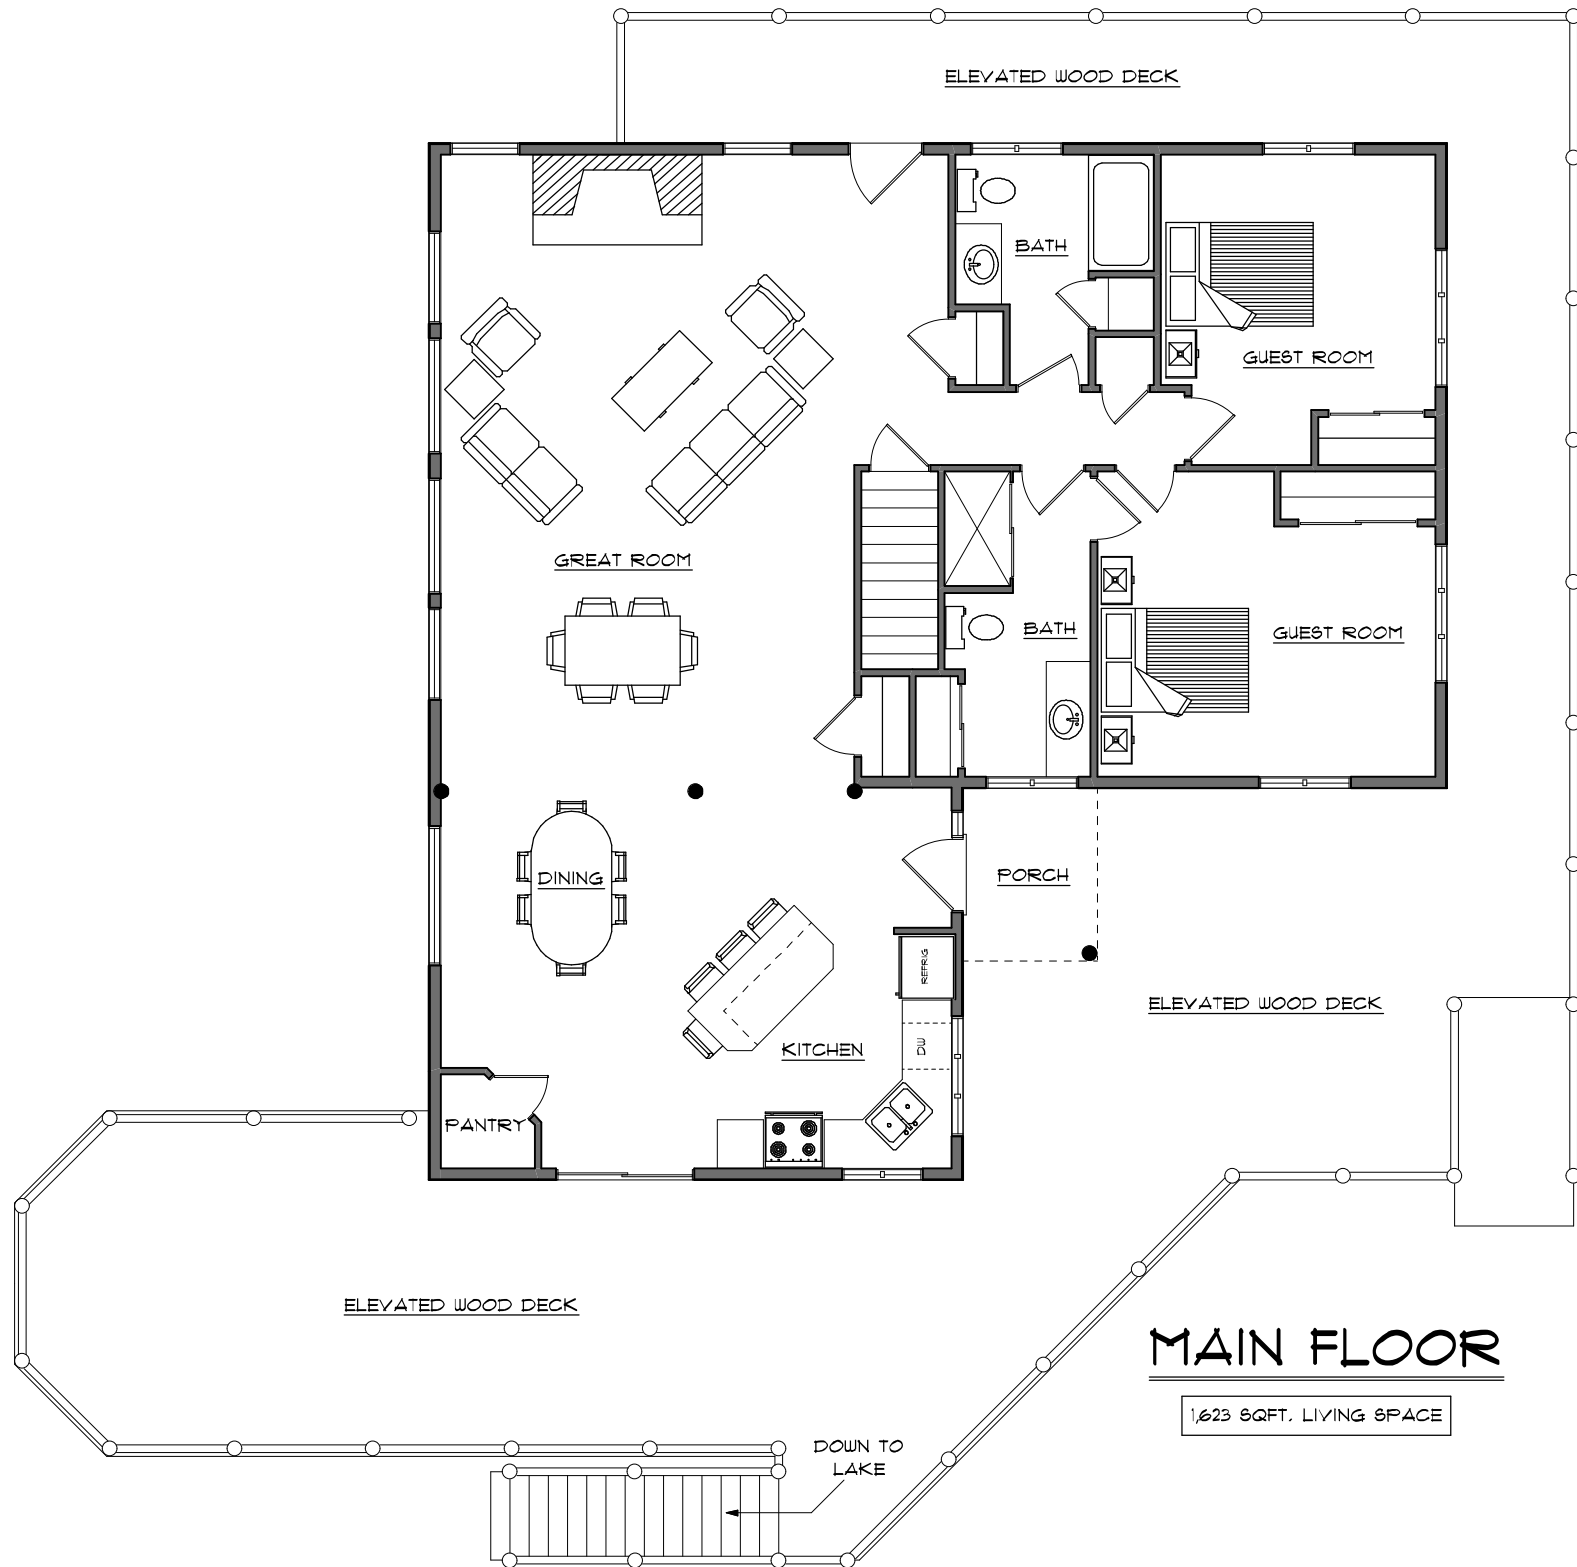 ELEVATED WOOD DECK
BATH
GUEST ROOM
GREAT ROOM
BATH
GUEST ROOM
DINING
PORCH
REFRIG
ELEVATED WOOD DECK
KITCHEN
DW
PANTRY
ELEVATED WOOD DECK
MAIN FLOOR
1,623 SQFT. LIVING SPACE
DOWN TO
LAKE